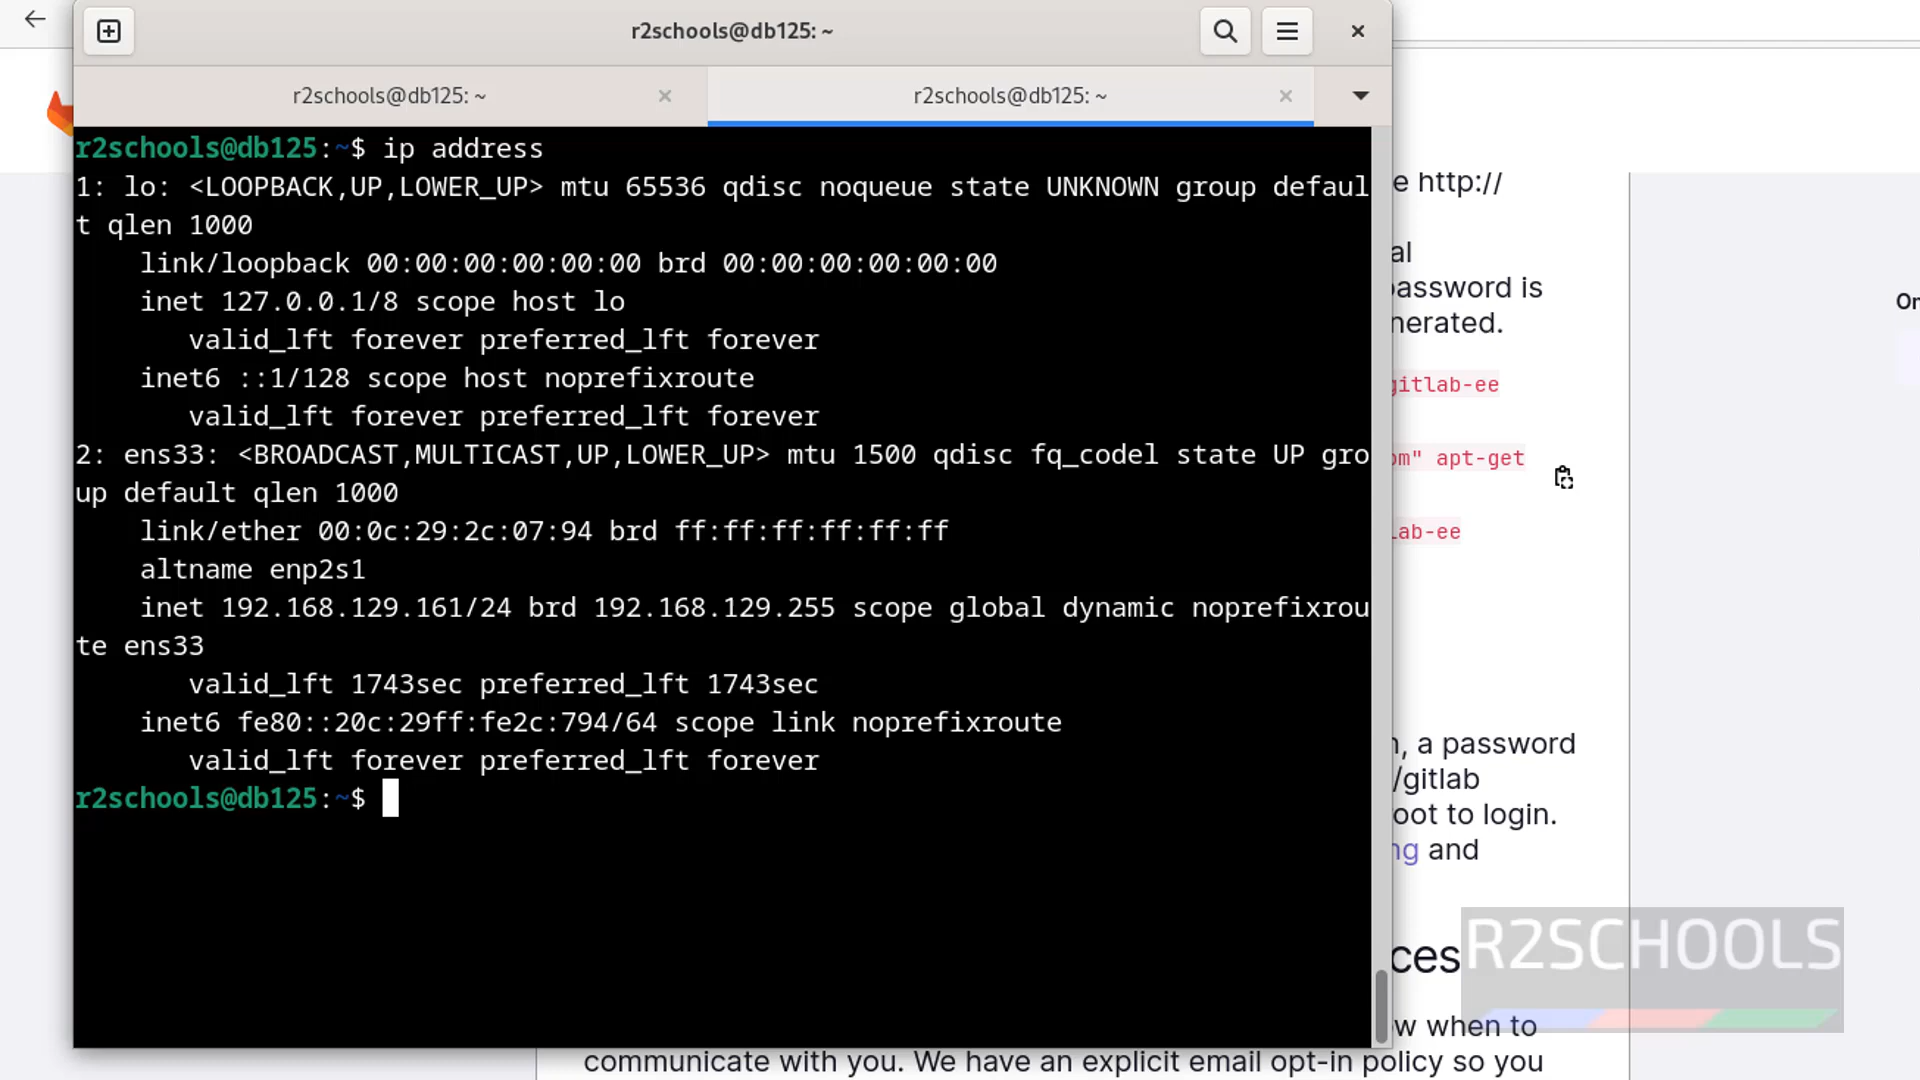 r2schools@db125: ~
r2schools@db125: ~
r2schools@db125: ~
r2schools@db125:~$ ip address
1: lo: <LOOPBACK,UP,LOWER_UP> mtu 65536 qdisc noqueue state UNKNOWN group defaul
t qlen 1000
link/loopback 00:00:00:00:00:00 brd 00:00:00:00:00:00
inet 127.0.0.1/8 scope host lo
valid_lft forever preferred_lft forever
inet6 ::1/128 scope host noprefixroute
valid_lft forever preferred_lft forever
2: ens33: <BROADCAST,MULTICAST,UP,LOWER_UP> mtu 1500 qdisc fq_codel state UP gro
up default qlen 1000
link/ether 00:0c:29:2c:07:94 brd ff:ff:ff:ff:ff:ff
altname enp2s1
inet 192.168.129.161/24 brd 192.168.129.255 scope global dynamic noprefixrou
te ens33
valid_lft 1743sec preferred_lft 1743sec
inet6 fe80::20c:29ff:fe2c:794/64 scope link noprefixroute
valid_lft forever preferred_lft forever
r2schools@db125:~$
e http://
al
password is
nerated.
gitlab-ee
om" apt-get
lab-ee
n, a password
/gitlab
oot to login.
ng and
ces
R2SCHOOLS
w when to
communicate with you. We have an explicit email opt-in policy so you
On